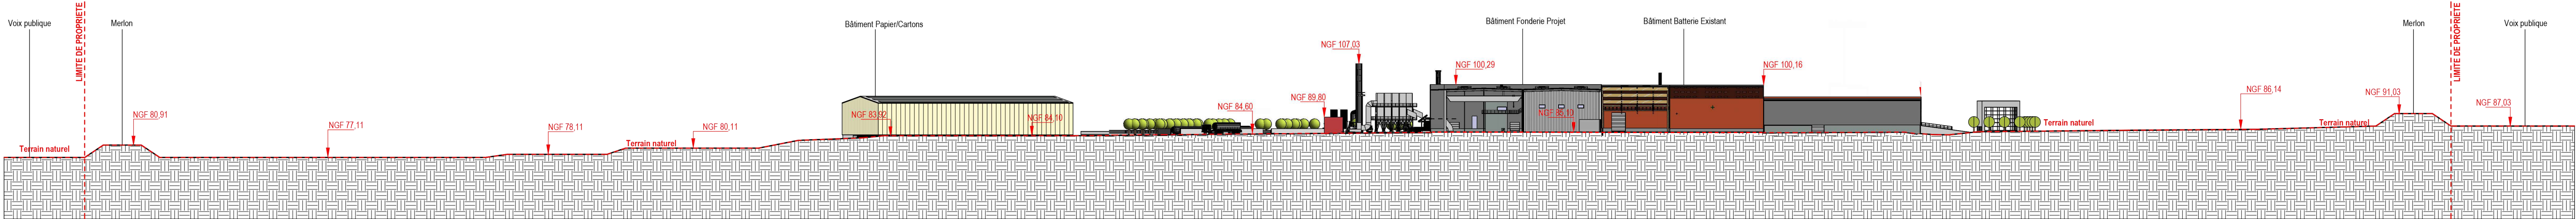 Voix publique
LIMITE DE PROPRIETE
Merlon
NGF 80,91
Terrain naturel
NGF 77,11
NGF 78,11
Terrain naturel
NGF 80,11
Bâtiment Papier/Cartons
NGF 83,92
NGF 84,10
NGF 84,60
NGF 89,80
NGF 107,03
NGF 100,29
Bâtiment Fonderie Projet
NGF 85,10
Bâtiment Batterie Existant
NGF 100,16
Terrain naturel
NGF 86,14
Terrain naturel
NGF 91,03
Merlon
LIMITE DE PROPRIETE
Voix publique
NGF 87,03